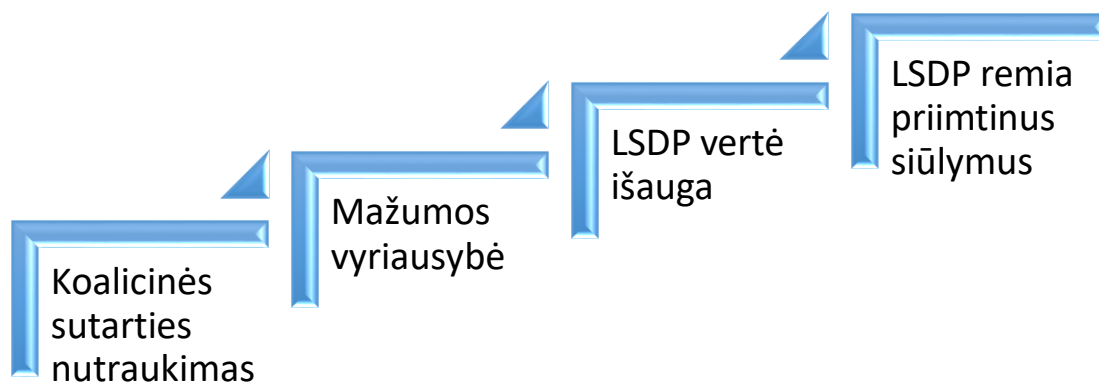 Koalicinės
sutarties
nutraukimas
Mažumos
vyriausybė
LSDP vertė
išauga
LSDP remia
priimtinus
siūlymus